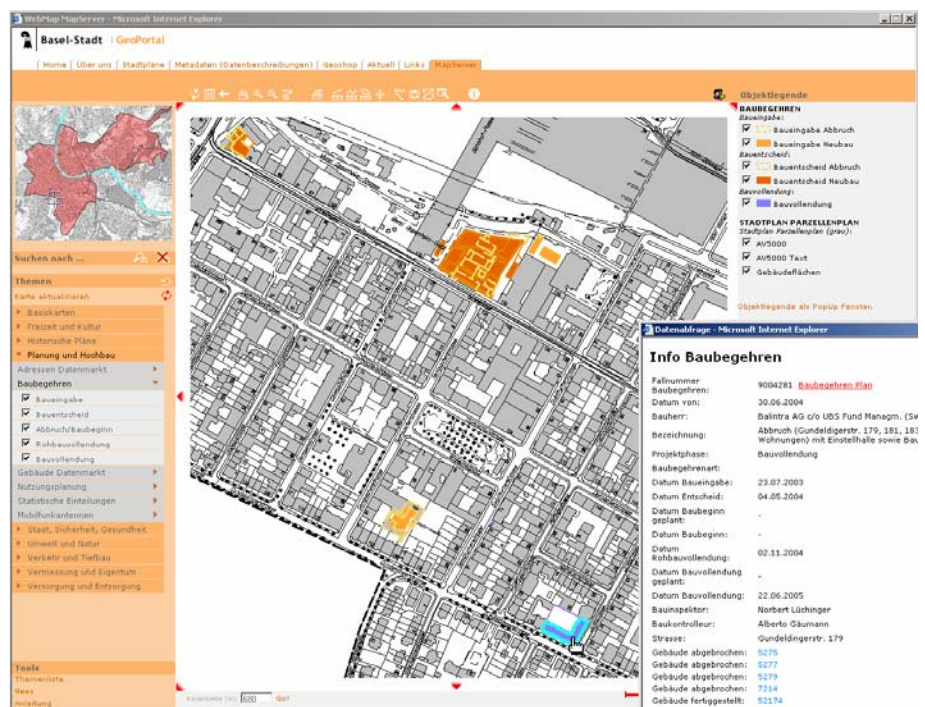 WebMap MapServer - Microsoft Internet Explorer
Basel-Stadt | GeoPortal
Home | Über uns | Stadtpläne | Metadaten (Datenbeschreibungen) | Geoshop | Aktuell | Links | MapServer
Suchen nach ...
Themen
Karte aktualisieren
Basiskarten
Freizeit und Kultur
Historische Pläne
Planung und Hochbau
Adressen Datenmarkt
Baubegehren
Baueingabe
Bauentscheid
Abbruch/Baubeginn
Rohbauvollendung
Bauvollendung
Gebäude Datenmarkt
Nutzungsplanung
Statistische Einteilungen
Mobilfunkantennen
Staat, Sicherheit, Gesundheit
Umwelt und Natur
Verkehr und Tiefbau
Vermessung und Eigentum
Versorgung und Entsorgung
Tools
Themenliste
News
Anleitung
Kartenbreite (m): 680 Go!
Objektlegende
BAUBEGEHREN
Baueingabe:
Baueingabe Abbruch
Baueingabe Neubau
Bauentscheid:
Bauentscheid Abbruch
Bauentscheid Neubau
Bauvollendung:
Bauvollendung
STADTPLAN PARZELLENPLAN
Stadtplan Parzellenplan (grau):
AV5000
AV5000 Text
Gebäudeflächen
Objektlegende als PopUp Fenster.
Datenabfrage - Microsoft Internet Explorer
Info Baubegehren
Fallnummer
Baubegehren: 9004281 Baubegehren Plan
Datum von: 30.06.2004
Bauherr: Balintra AG c/o UBS Fund Managm. (Sw
Bezeichnung: Abbruch (Gundeldigerstr. 179, 181, 183
Wohnungen) mit Einstellhalle sowie Bau
Projektphase: Bauvollendung
Baubegehrenart:
Datum Baueingabe: 23.07.2003
Datum Entscheid: 04.05.2004
Datum Baubeginn
geplant: -
Datum Baubeginn: -
Datum
Rohbauvollendung: 02.11.2004
Datum Bauvollendung
geplant: -
Datum Bauvollendung: 22.06.2005
Bauinspektor: Norbert Lüchinger
Baukontrolleur: Alberto Gäumann
Strasse: Gundeldingerstr. 179
Gebäude abgebrochen: 5275
Gebäude abgebrochen: 5277
Gebäude abgebrochen: 5279
Gebäude abgebrochen: 7214
Gebäude fertiggestellt: 52174